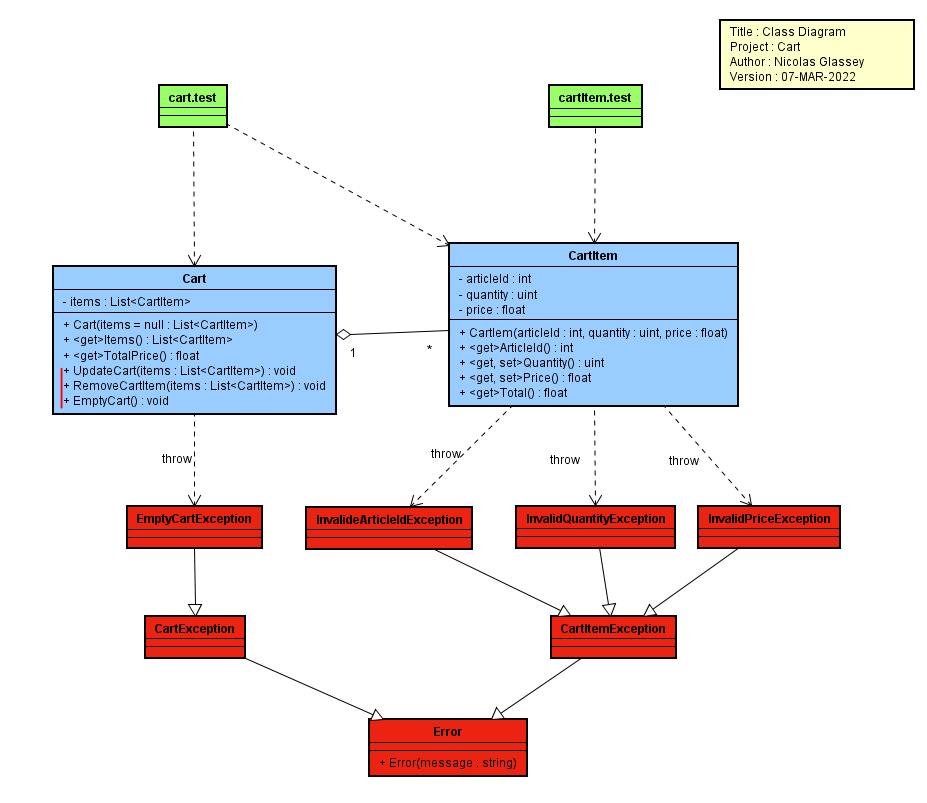 Title : Class Diagram
Project : Cart
Author : Nicolas Glassey
Version : 07-MAR-2022
cart.test
cartItem.test
Cart
- items : List<CartItem>
+ Cart(items = null : List<CartItem>)
+ <get>Items() : List<CartItem>
+ <get>TotalPrice() : float
+ UpdateCart(items : List<CartItem>) : void
+ RemoveCartItem(items : List<CartItem>) : void
+ EmptyCart() : void
CartItem
- articleId : int
- quantity : uint
- price : float
+ CartIem(articleId : int, quantity : uint, price : float)
+ <get>ArticleId() : int
+ <get, set>Quantity() : uint
+ <get, set>Price() : float
+ <get>Total() : float
1
*
throw
throw
throw
throw
EmptyCartException
InvalideArticleIdException
InvalidQuantityException
InvalidPriceException
CartException
CartItemException
Error
+ Error(message : string)